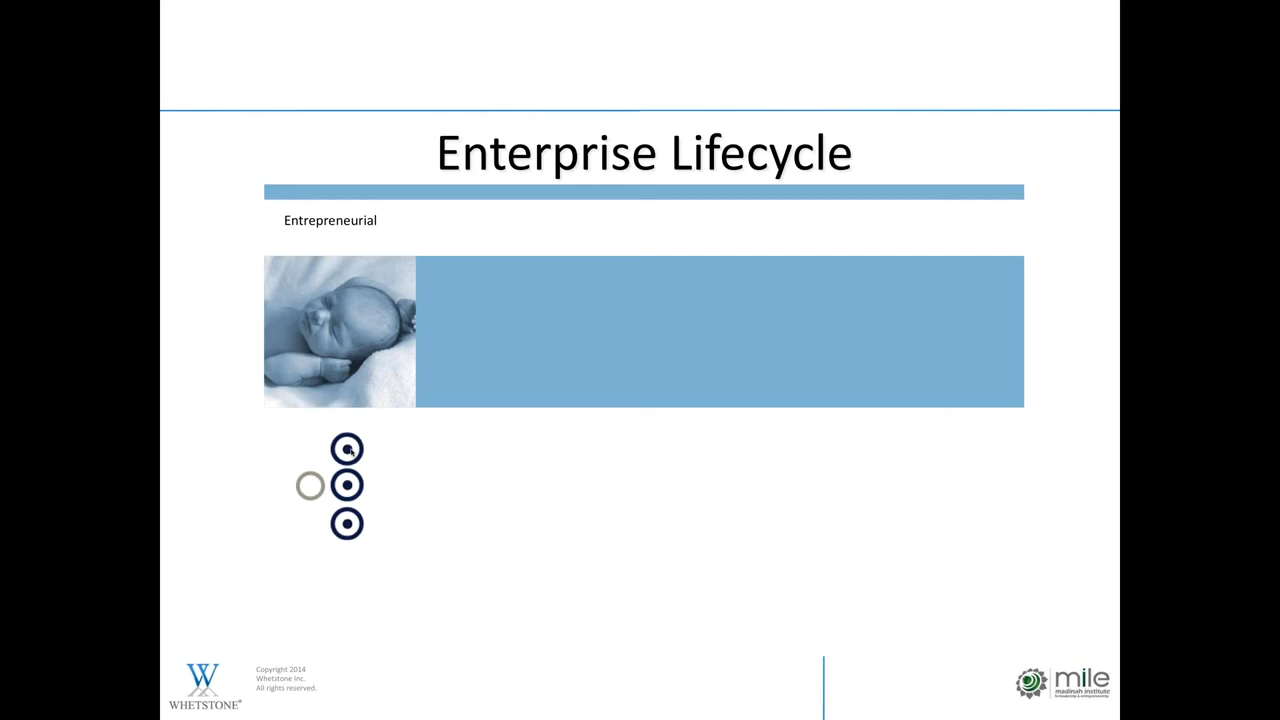 Enterprise Lifecycle
Entrepreneurial
W
WHETSTONE®
Copyright 2014
Whetstone Inc.
All rights reserved.
mile
madinah institute
for leadership & entrepreneurship